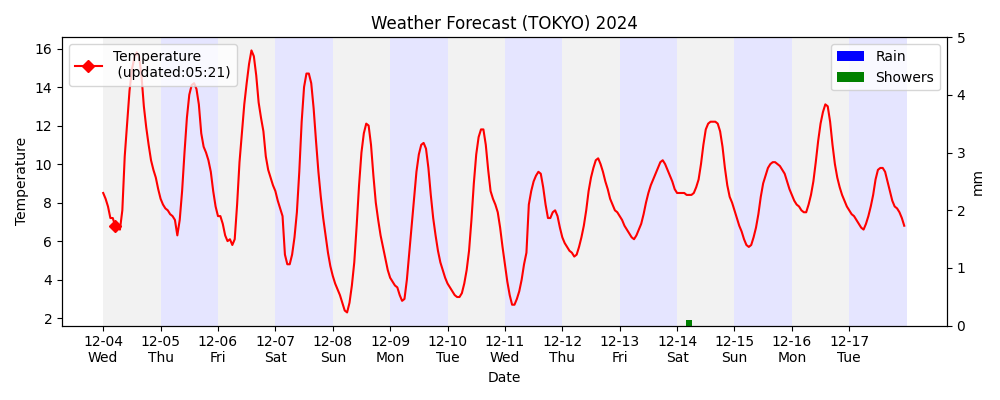 Weather Forecast (TOKYO) 2024
Temperature
(updated:05:21)
Rain
Showers
16
14
12
10
8
6
4
2
Temperature
5
4
3
2
1
0
mm
12-04 12-05 12-06 12-07 12-08 12-09 12-10 12-11 12-12 12-13 12-14 12-15 12-16 12-17
Wed Thu Fri Sat Sun Mon Tue Wed Thu Fri Sat Sun Mon Tue
Date